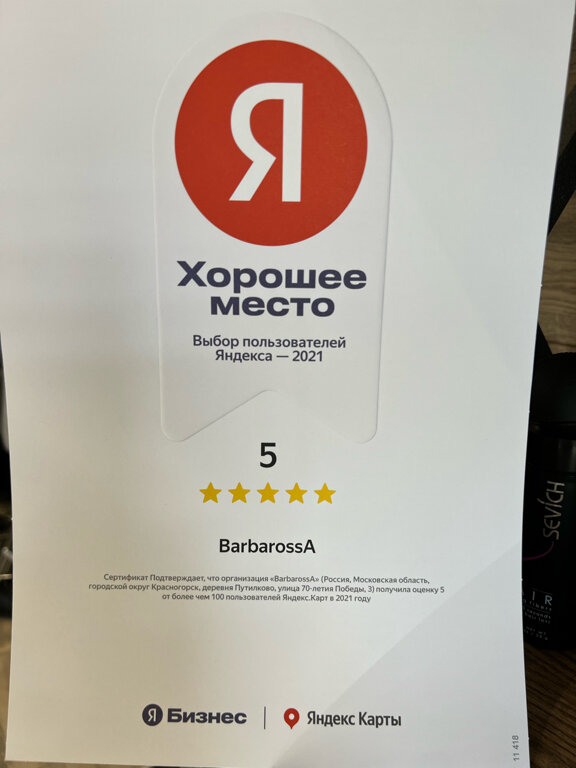 Я
Хорошее
место
Выбор пользователей
Яндекса — 2021
5
BarbarossA
Сертификат Подтверждает, что организация «BarbarossA» (Россия, Московская область,
городской округ Красногорск, деревня Путилково, улица 70-летия Победы, 3) получила оценку 5
от более чем 100 пользователей Яндекс.Карт в 2021 году
Я Бизнес | Яндекс Карты
11.418
SEVÍCH